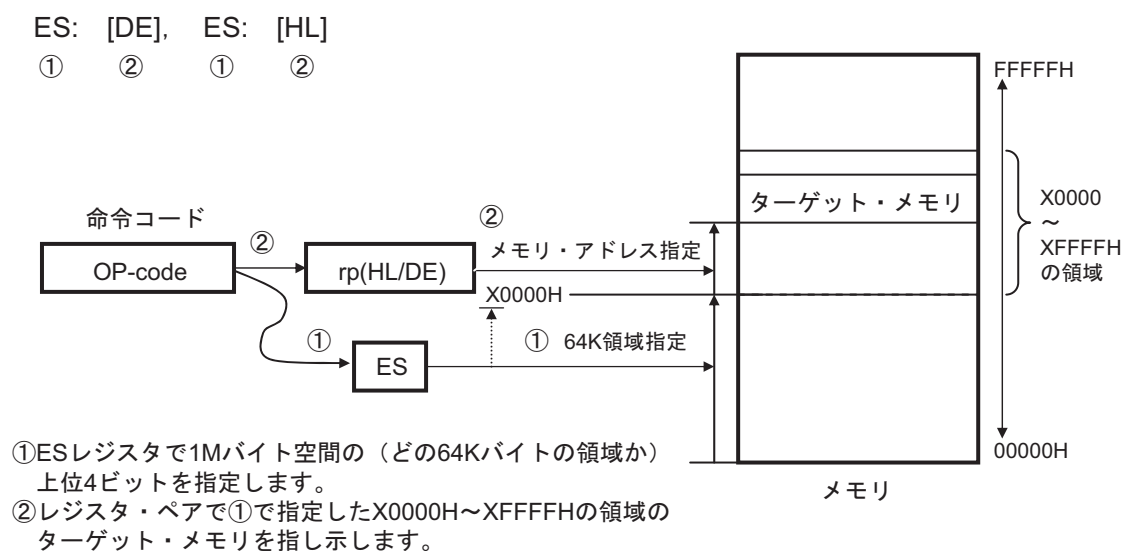 ES: [DE], ES: [HL]
① ② ① ②
FFFFFH
ターゲット・メモリ
X0000
～
XFFFFH
の領域
命令コード
②
②
OP-code
rp(HL/DE)
メモリ・アドレス指定
X0000H
①
ES
① 64K領域指定
00000H
メモリ
①ESレジスタで1Mバイト空間の（どの64Kバイトの領域か）
上位4ビットを指定します。
②レジスタ・ペアで①で指定したX0000H～XFFFFHの領域の
ターゲット・メモリを指し示します。